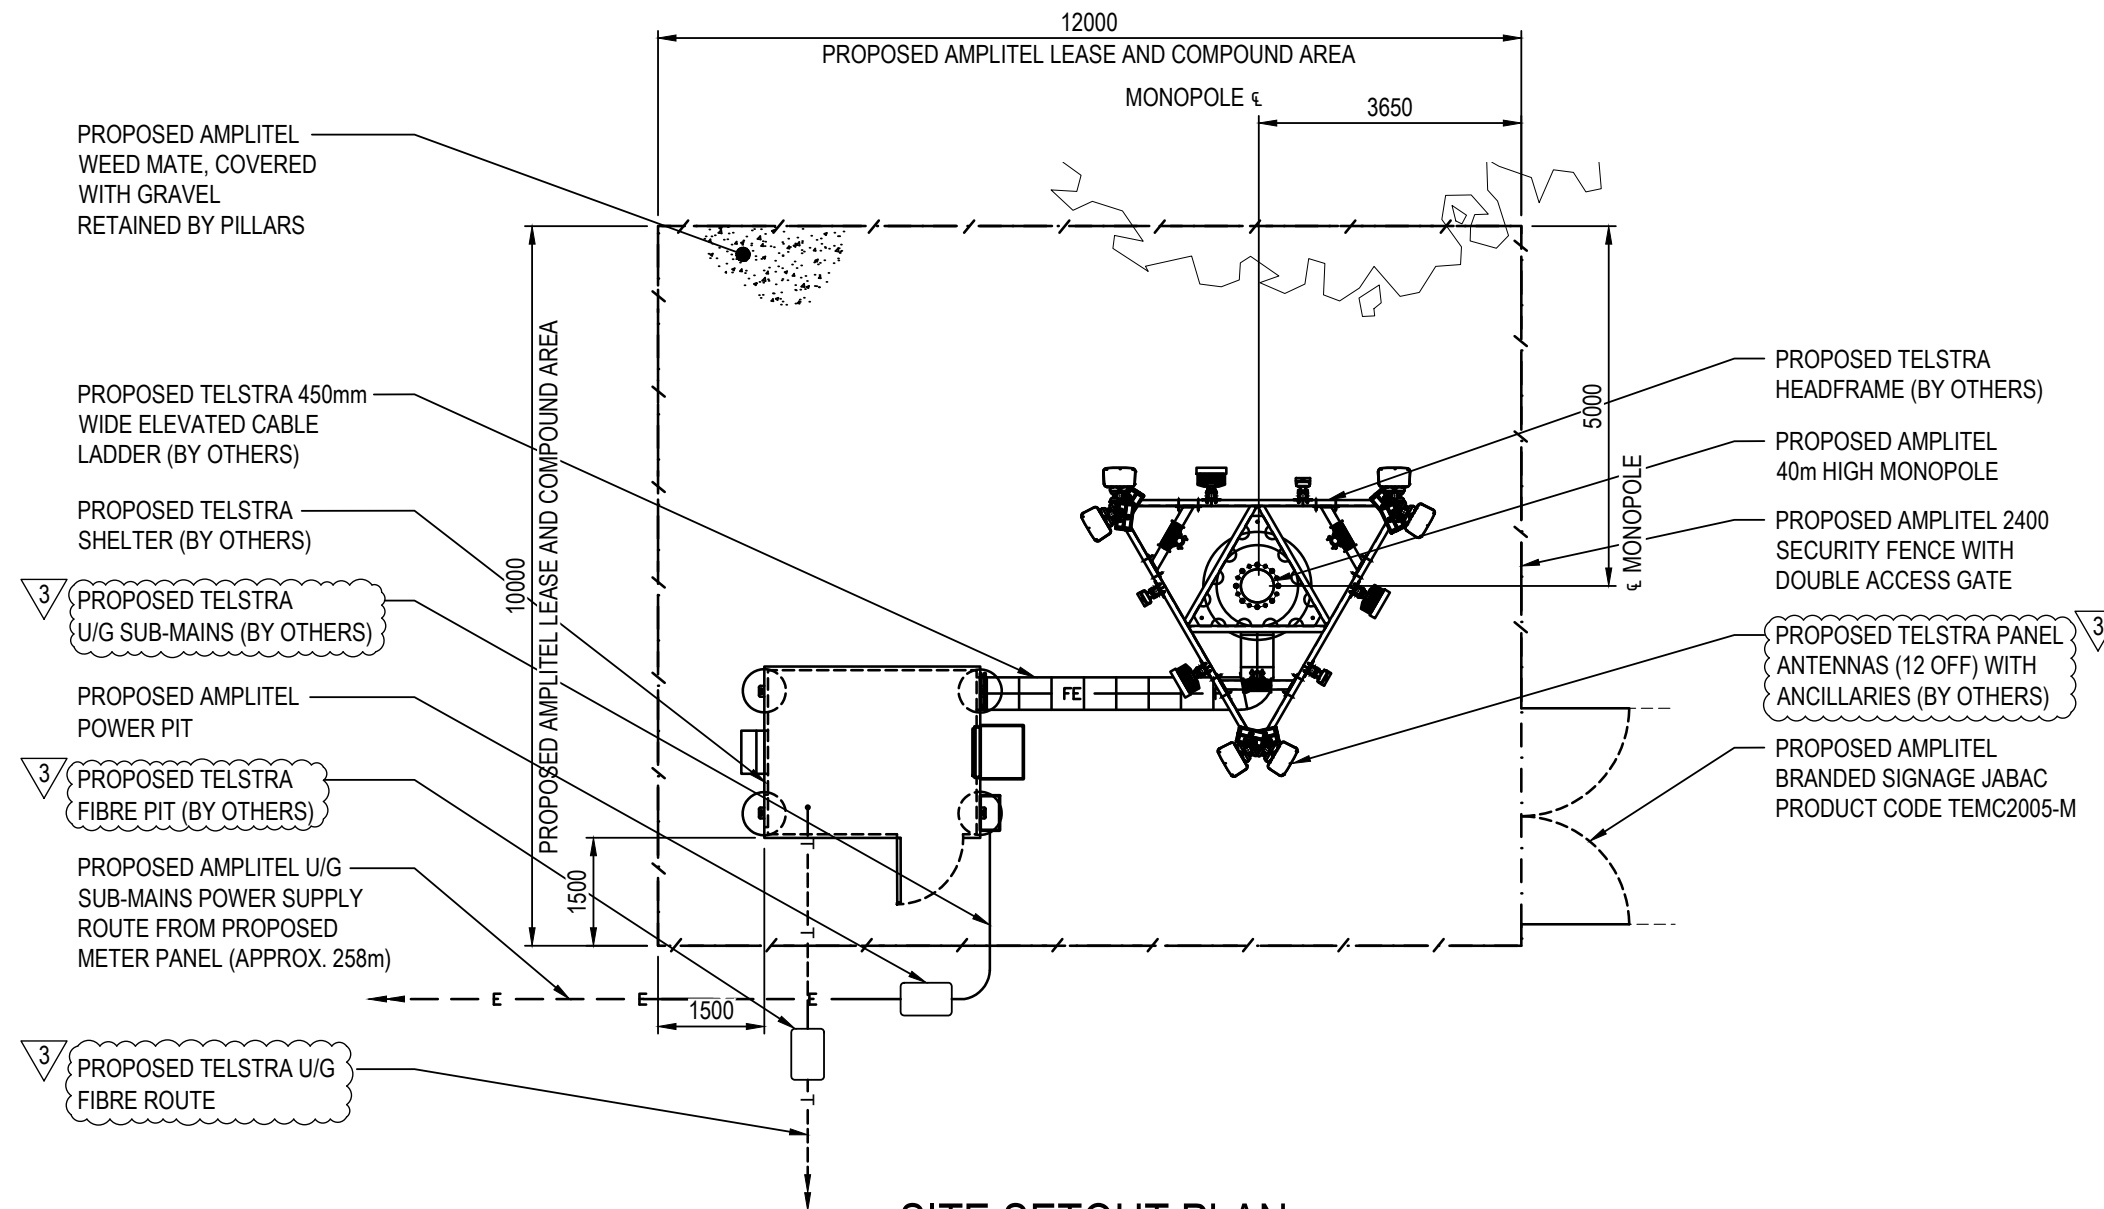 12000
PROPOSED AMPLITEL LEASE AND COMPOUND AREA
MONOPOLE ℄
3650
PROPOSED AMPLITEL
WEED MATE, COVERED
WITH GRAVEL
RETAINED BY PILLARS
PROPOSED TELSTRA 450mm
WIDE ELEVATED CABLE
LADDER (BY OTHERS)
PROPOSED TELSTRA
SHELTER (BY OTHERS)
3
PROPOSED TELSTRA
U/G SUB-MAINS (BY OTHERS)
PROPOSED AMPLITEL
POWER PIT
3
PROPOSED TELSTRA
FIBRE PIT (BY OTHERS)
PROPOSED AMPLITEL U/G
SUB-MAINS POWER SUPPLY
ROUTE FROM PROPOSED
METER PANEL (APPROX. 258m)
3
PROPOSED TELSTRA U/G
FIBRE ROUTE
10000
PROPOSED AMPLITEL LEASE AND COMPOUND AREA
1500
1500
E
E
E
T
T
T
FE
F
5000
℄ MONOPOLE
PROPOSED TELSTRA
HEADFRAME (BY OTHERS)
PROPOSED AMPLITEL
40m HIGH MONOPOLE
PROPOSED AMPLITEL 2400
SECURITY FENCE WITH
DOUBLE ACCESS GATE
PROPOSED TELSTRA PANEL
ANTENNAS (12 OFF) WITH
ANCILLARIES (BY OTHERS)
3
PROPOSED AMPLITEL
BRANDED SIGNAGE JABAC
PRODUCT CODE TEMC2005-M
SITE SETOUT PLAN